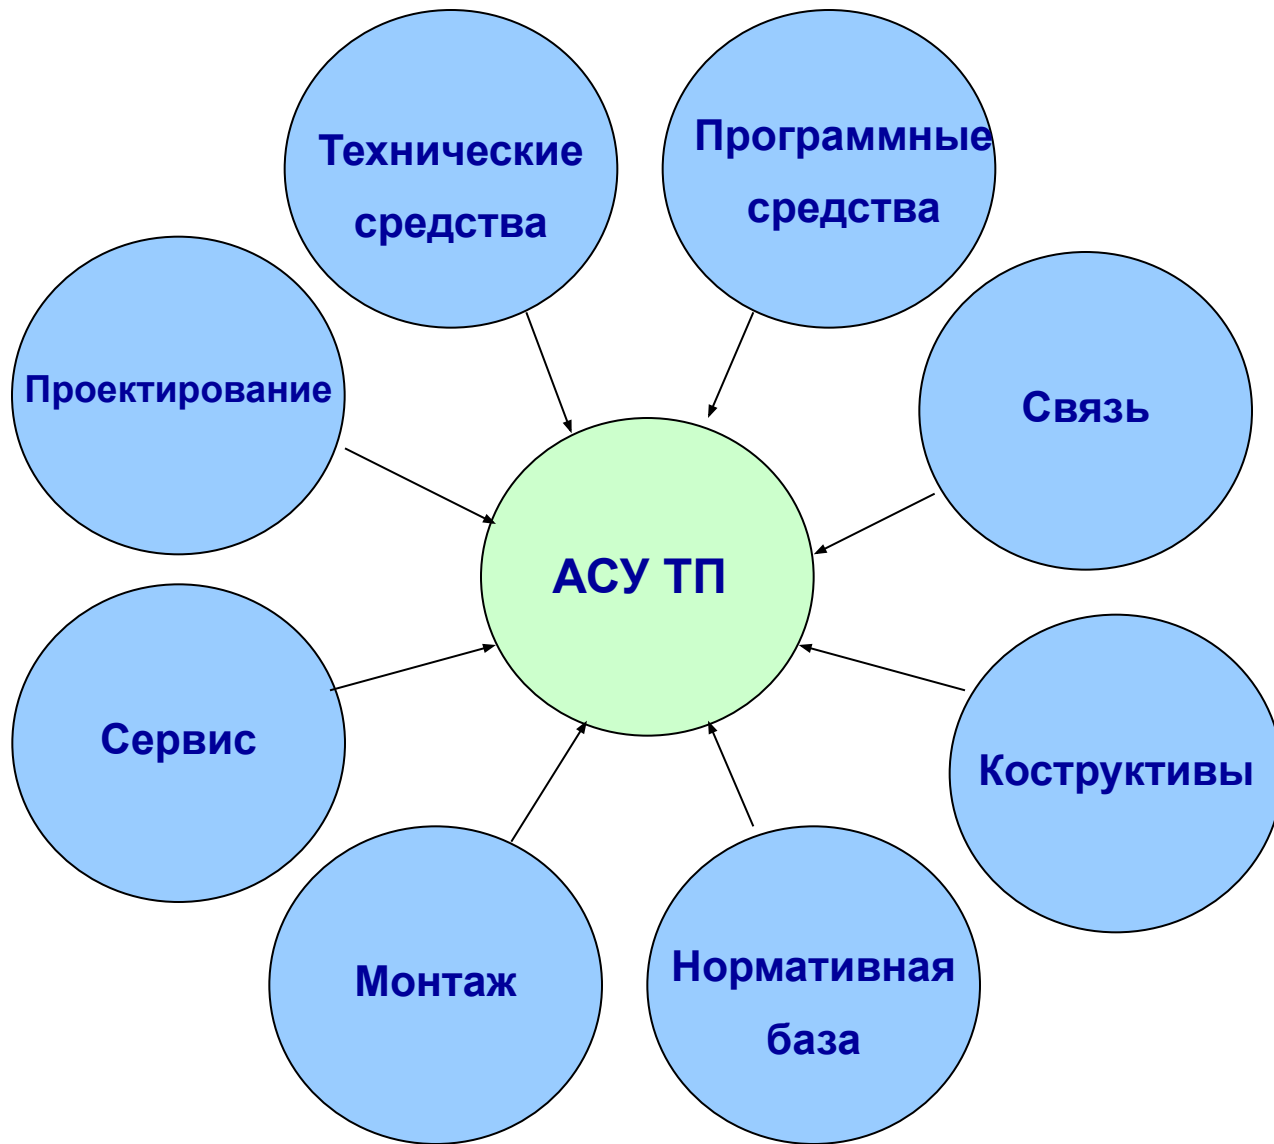 Технические
средства
Программные
средства
Проектирование
Связь
АСУ ТП
Сервис
Коструктивы
Монтаж
Нормативная
база